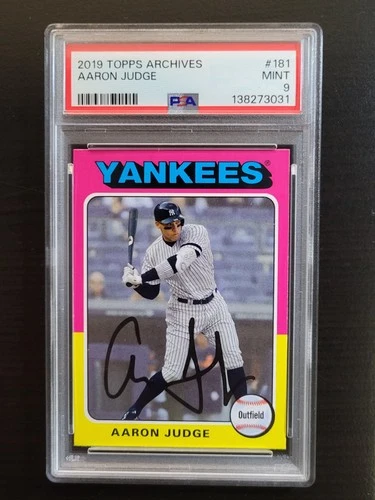 2019 TOPPS ARCHIVES #181
AARON JUDGE MINT
9
PSA 138273031
YANKEES®
Outfield
AARON JUDGE